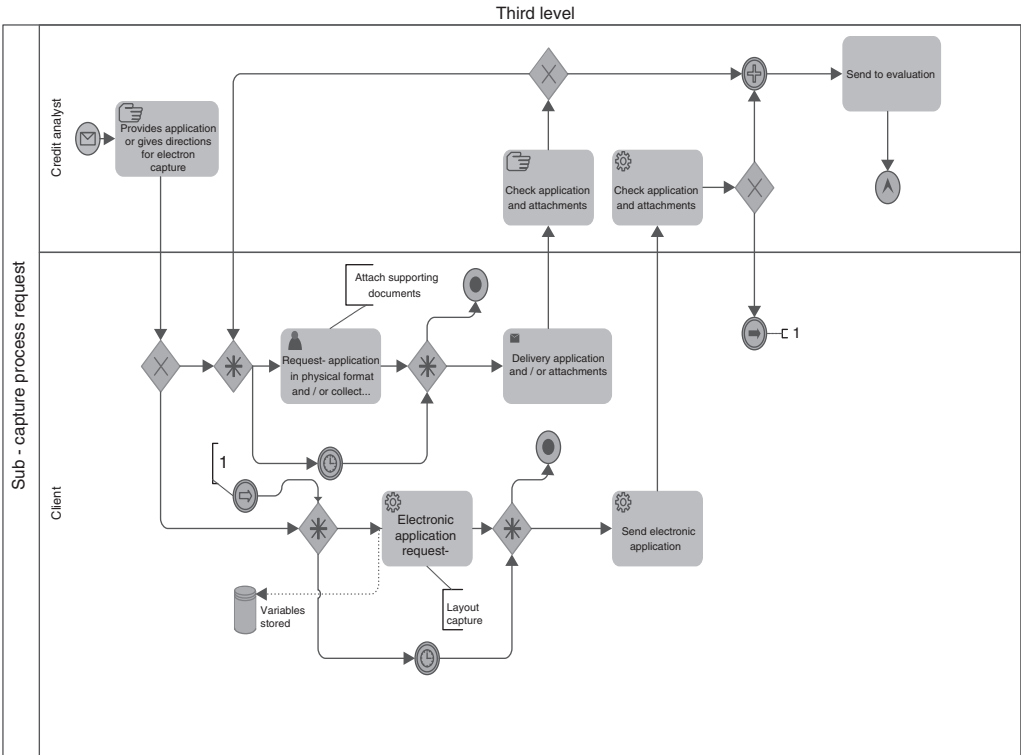 Third level
Sub - capture process request
Credit analyst
Provides application
or gives directions
for electron
capture
Check application
and attachments
Check application
and attachments
Send to evaluation
Client
Attach supporting
documents
Request- application
in physical format
and / or collect...
Delivery application
and / or attachments
1
1
Electronic
application
request-
Send electronic
application
Variables
stored
Layout
capture